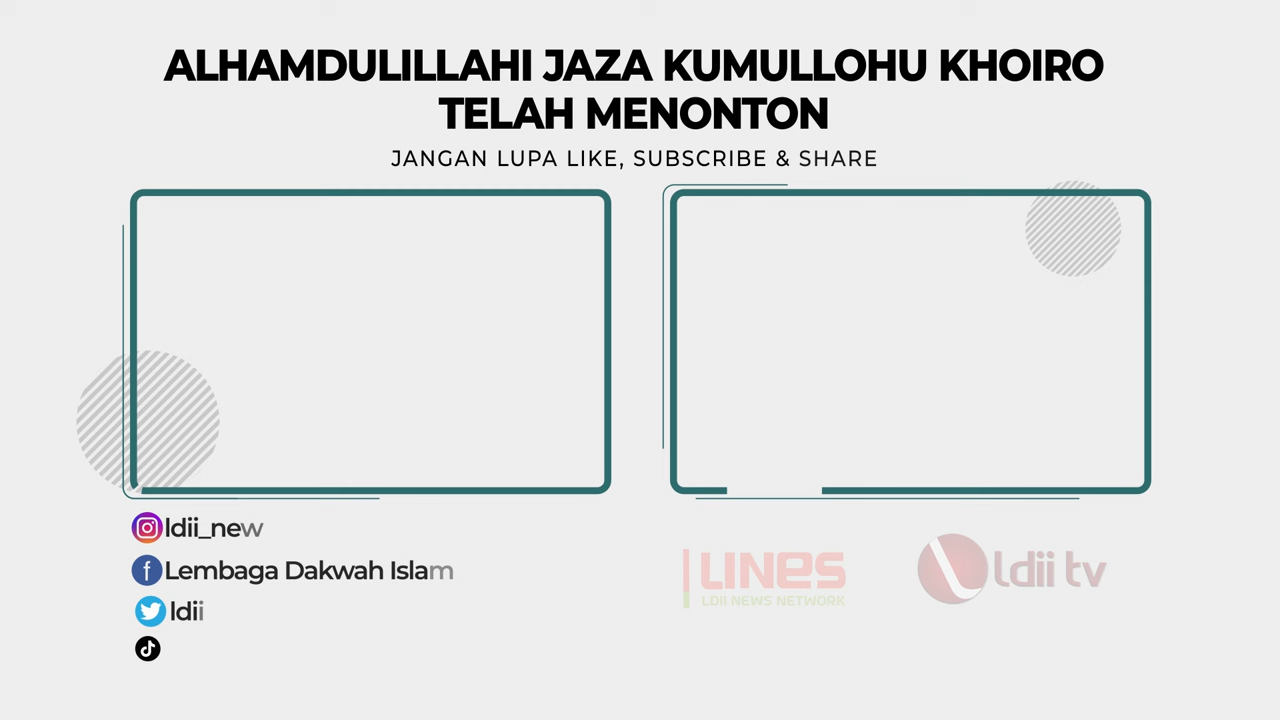 ALHAMDULILLAHI JAZA KUMULLOHU KHOIRO
TELAH MENONTON
JANGAN LUPA LIKE, SUBSCRIBE & SHARE
ldii_new
Lembaga Dakwah Islam
ldii
LINES
LDII NEWS NETWORK
ldii tv